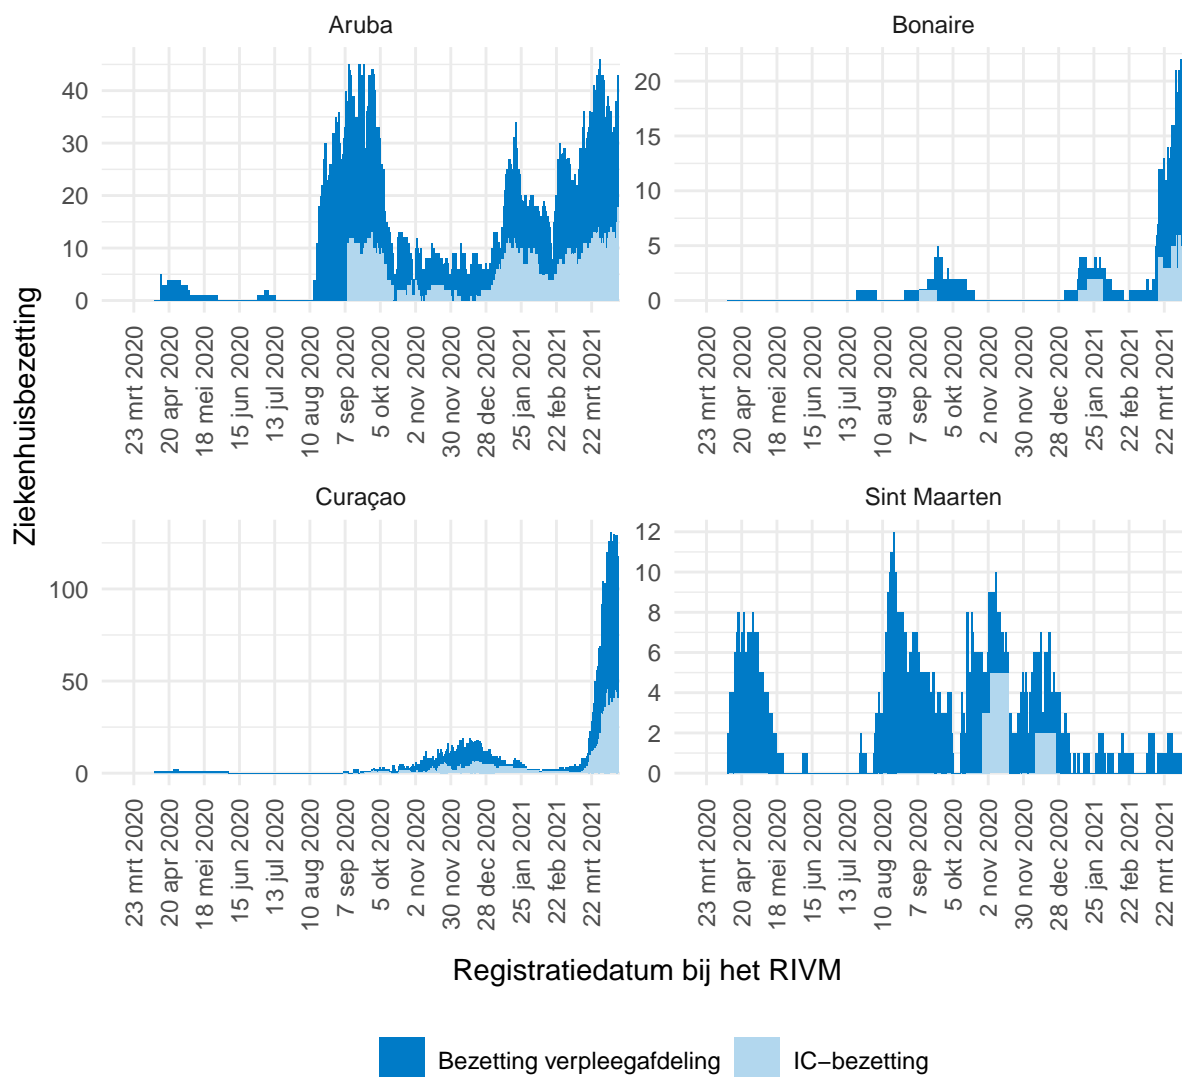 Aruba
Bonaire
40
30
20
10
0
20
15
10
5
0
23 mrt 2020
20 apr 2020
18 mei 2020
15 jun 2020
13 jul 2020
10 aug 2020
7 sep 2020
5 okt 2020
2 nov 2020
30 nov 2020
28 dec 2020
25 jan 2021
22 feb 2021
22 mrt 2021
23 mrt 2020
20 apr 2020
18 mei 2020
15 jun 2020
13 jul 2020
10 aug 2020
7 sep 2020
5 okt 2020
2 nov 2020
30 nov 2020
28 dec 2020
25 jan 2021
22 feb 2021
22 mrt 2021
Ziekenhuisbezetting
Curaçao
Sint Maarten
100
50
0
12
10
8
6
4
2
0
23 mrt 2020
20 apr 2020
18 mei 2020
15 jun 2020
13 jul 2020
10 aug 2020
7 sep 2020
5 okt 2020
2 nov 2020
30 nov 2020
28 dec 2020
25 jan 2021
22 feb 2021
22 mrt 2021
23 mrt 2020
20 apr 2020
18 mei 2020
15 jun 2020
13 jul 2020
10 aug 2020
7 sep 2020
5 okt 2020
2 nov 2020
30 nov 2020
28 dec 2020
25 jan 2021
22 feb 2021
22 mrt 2021
Registratiedatum bij het RIVM
Bezetting verpleegafdeling
IC−bezetting